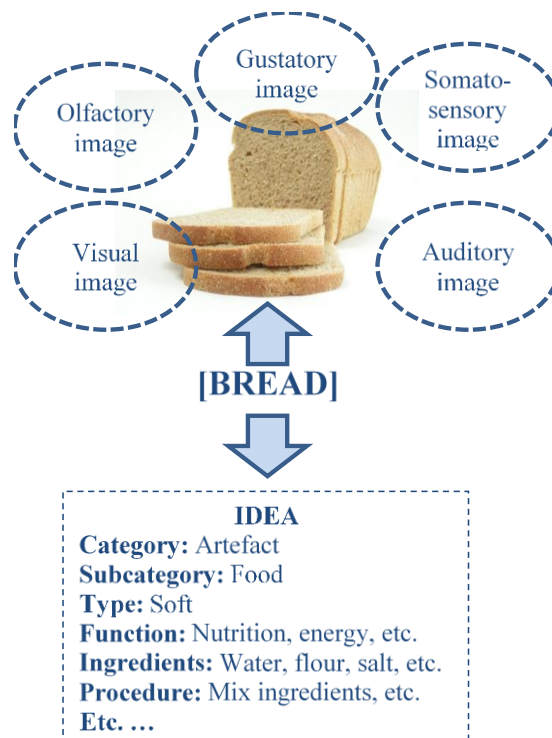 Gustatory
image
Somato-
sensory
image
Olfactory
image
Visual
image
Auditory
image
[BREAD]
IDEA
Category: Artefact
Subcategory: Food
Type: Soft
Function: Nutrition, energy, etc.
Ingredients: Water, flour, salt, etc.
Procedure: Mix ingredients, etc.
Etc. …